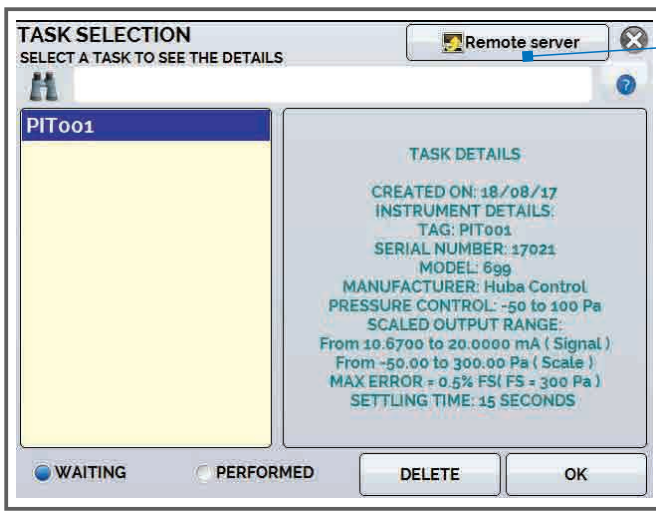 TASK SELECTION
SELECT A TASK TO SEE THE DETAILS
Remote server
?
PIT001
TASK DETAILS
CREATED ON: 18/08/17
INSTRUMENT DETAILS:
TAG: PIT001
SERIAL NUMBER: 17021
MODEL: 699
MANUFACTURER: Huba Control
PRESSURE CONTROL: -50 to 100 Pa
SCALED OUTPUT RANGE:
From 10.6700 to 20.0000 mA ( Signal )
From -50.00 to 300.00 Pa ( Scale )
MAX ERROR = 0.5% FS( FS = 300 Pa )
SETTLING TIME: 15 SECONDS
WAITING
PERFORMED
DELETE
OK